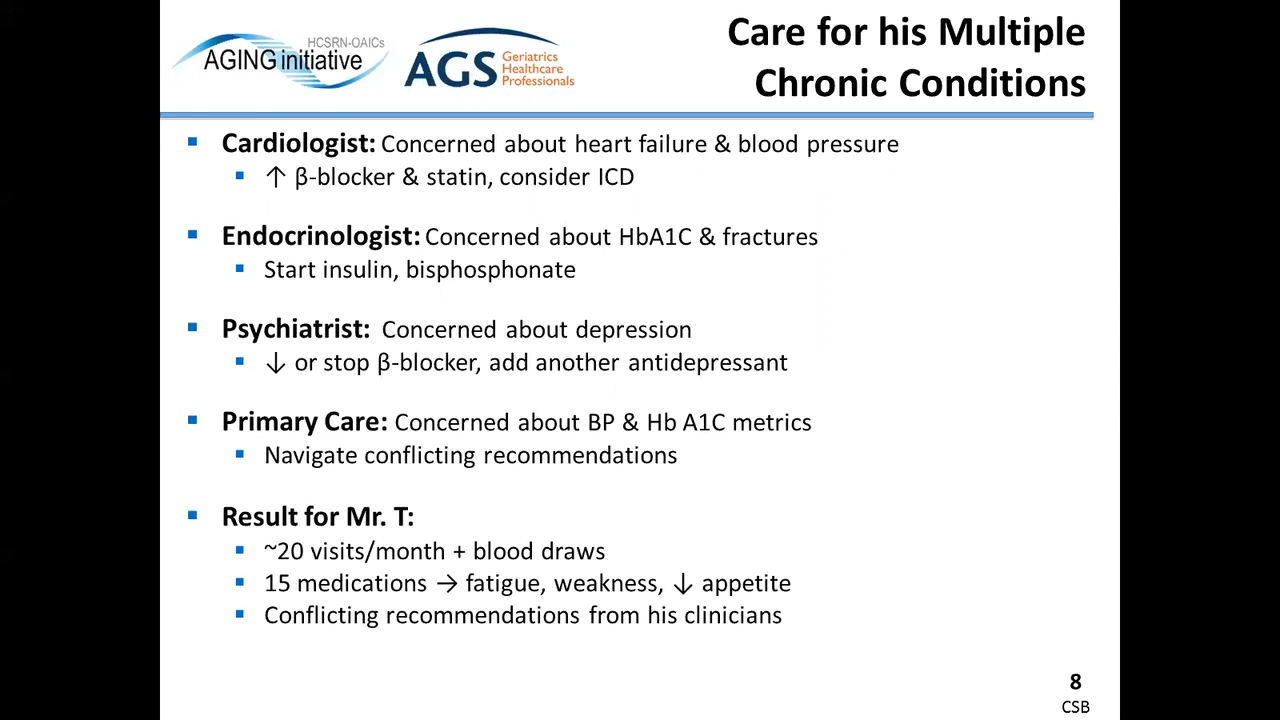 HCSRN-OAICs
AGING initiative
AGS Geriatrics
Healthcare
Professionals
Care for his Multiple
Chronic Conditions
▪ Cardiologist: Concerned about heart failure & blood pressure
▪ ↑ β-blocker & statin, consider ICD
▪ Endocrinologist: Concerned about HbA1C & fractures
▪ Start insulin, bisphosphonate
▪ Psychiatrist: Concerned about depression
▪ ↓ or stop β-blocker, add another antidepressant
▪ Primary Care: Concerned about BP & Hb A1C metrics
▪ Navigate conflicting recommendations
▪ Result for Mr. T:
▪ ~20 visits/month + blood draws
▪ 15 medications → fatigue, weakness, ↓ appetite
▪ Conflicting recommendations from his clinicians
8
CSB